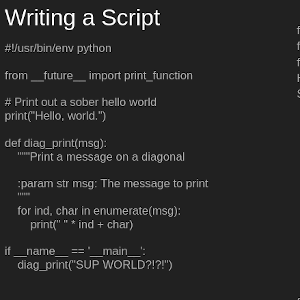 Writing a Script
#!/usr/bin/env python
from __future__ import print_function
# Print out a sober hello world
print("Hello, world.")
def diag_print(msg):
"""Print a message on a diagonal
:param str msg: The message to print
"""
for ind, char in enumerate(msg):
print(" " * ind + char)
if __name__ == '__main__':
diag_print("SUP WORLD?!?!")